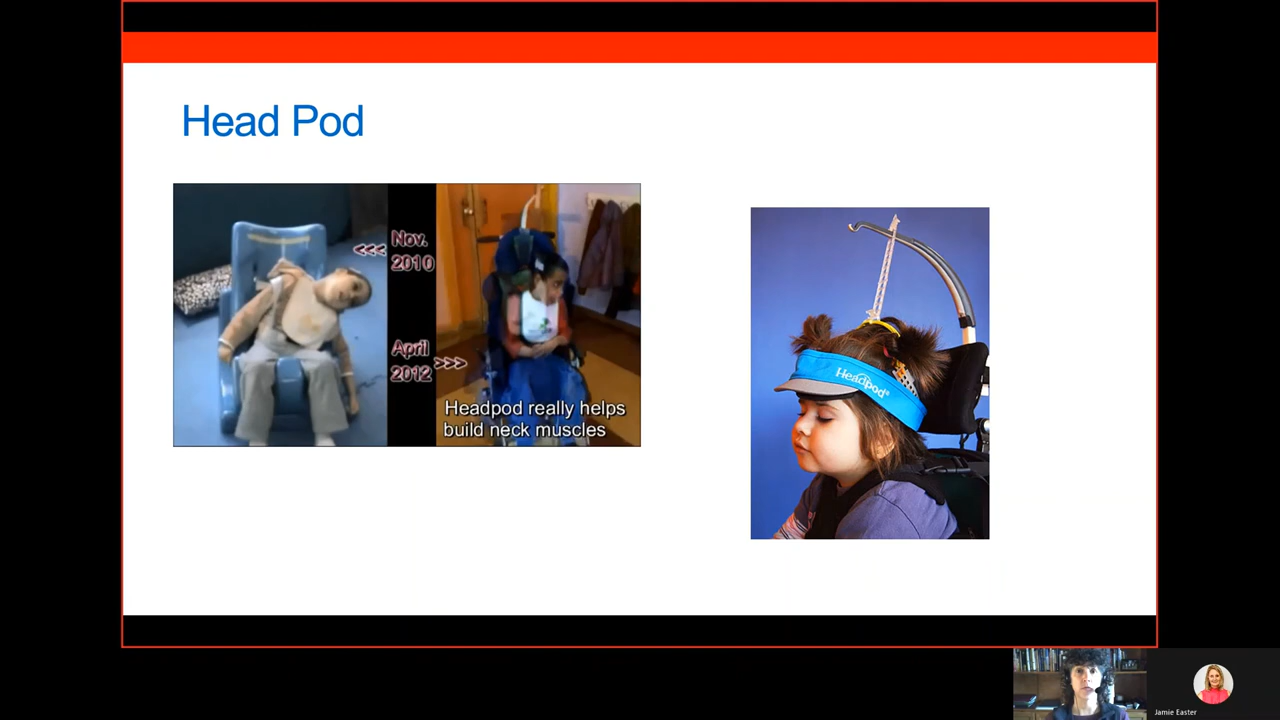 Head Pod
<<< Nov.
2010
April
2012 >>>
Headpod really helps
build neck muscles
Headpod®
Jamie Easter